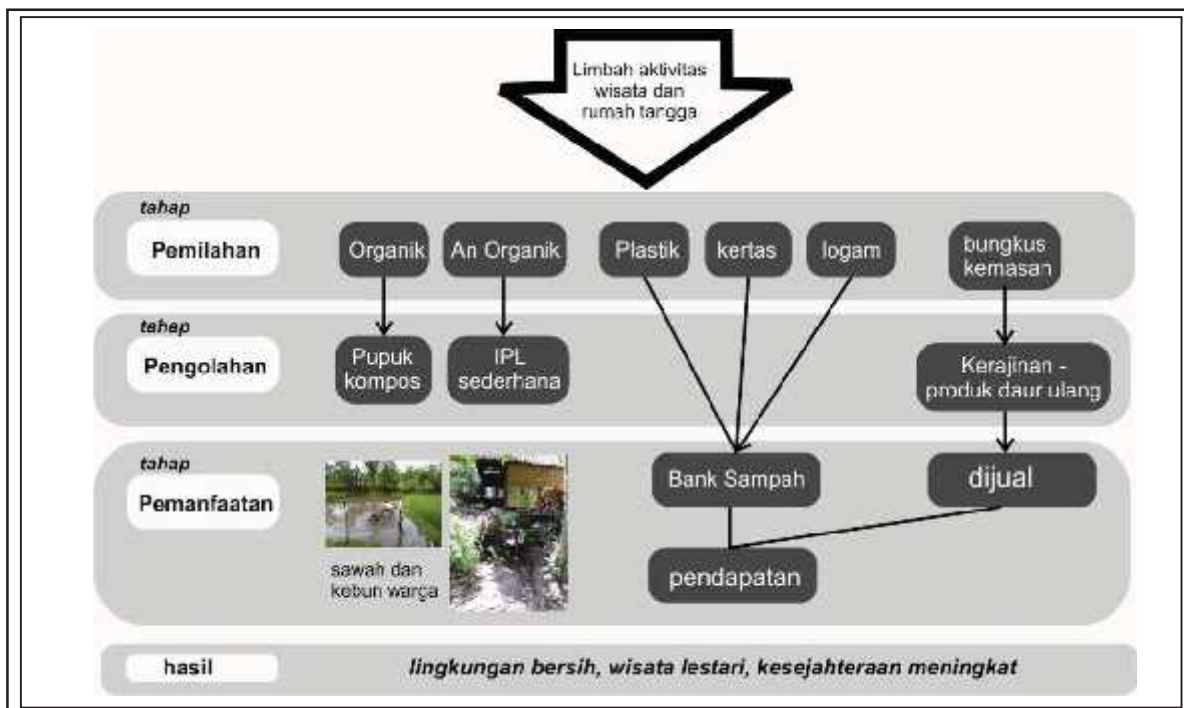 Limbah aktivitas
wisata dan
rumah tangga
tahap
Pemilahan
Organik
An Organik
Plastik
kertas
logam
bungkus
kemasan
tahap
Pengolahan
Pupuk
kompos
IPL
sederhana
Kerajinan -
produk daur ulang
tahap
Pemanfaatan
sawah dan
kebun warga
Bank Sampah
dijual
pendapatan
hasil
lingkungan bersih, wisata lestari, kesejahteraan meningkat